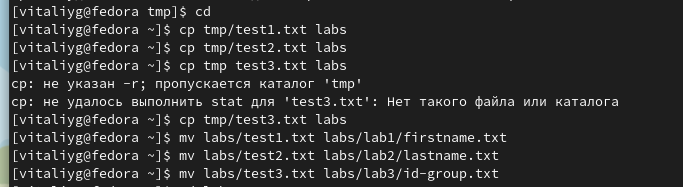 [vitaliyg@fedora tmp]$ cd
[vitaliyg@fedora ~]$ cp tmp/test1.txt labs
[vitaliyg@fedora ~]$ cp tmp/test2.txt labs
[vitaliyg@fedora ~]$ cp tmp test3.txt labs
cp: не указан -r; пропускается каталог 'tmp'
cp: не удалось выполнить stat для 'test3.txt': Нет такого файла или каталога
[vitaliyg@fedora ~]$ cp tmp/test3.txt labs
[vitaliyg@fedora ~]$ mv labs/test1.txt labs/lab1/firstname.txt
[vitaliyg@fedora ~]$ mv labs/test2.txt labs/lab2/lastname.txt
[vitaliyg@fedora ~]$ mv labs/test3.txt labs/lab3/id-group.txt